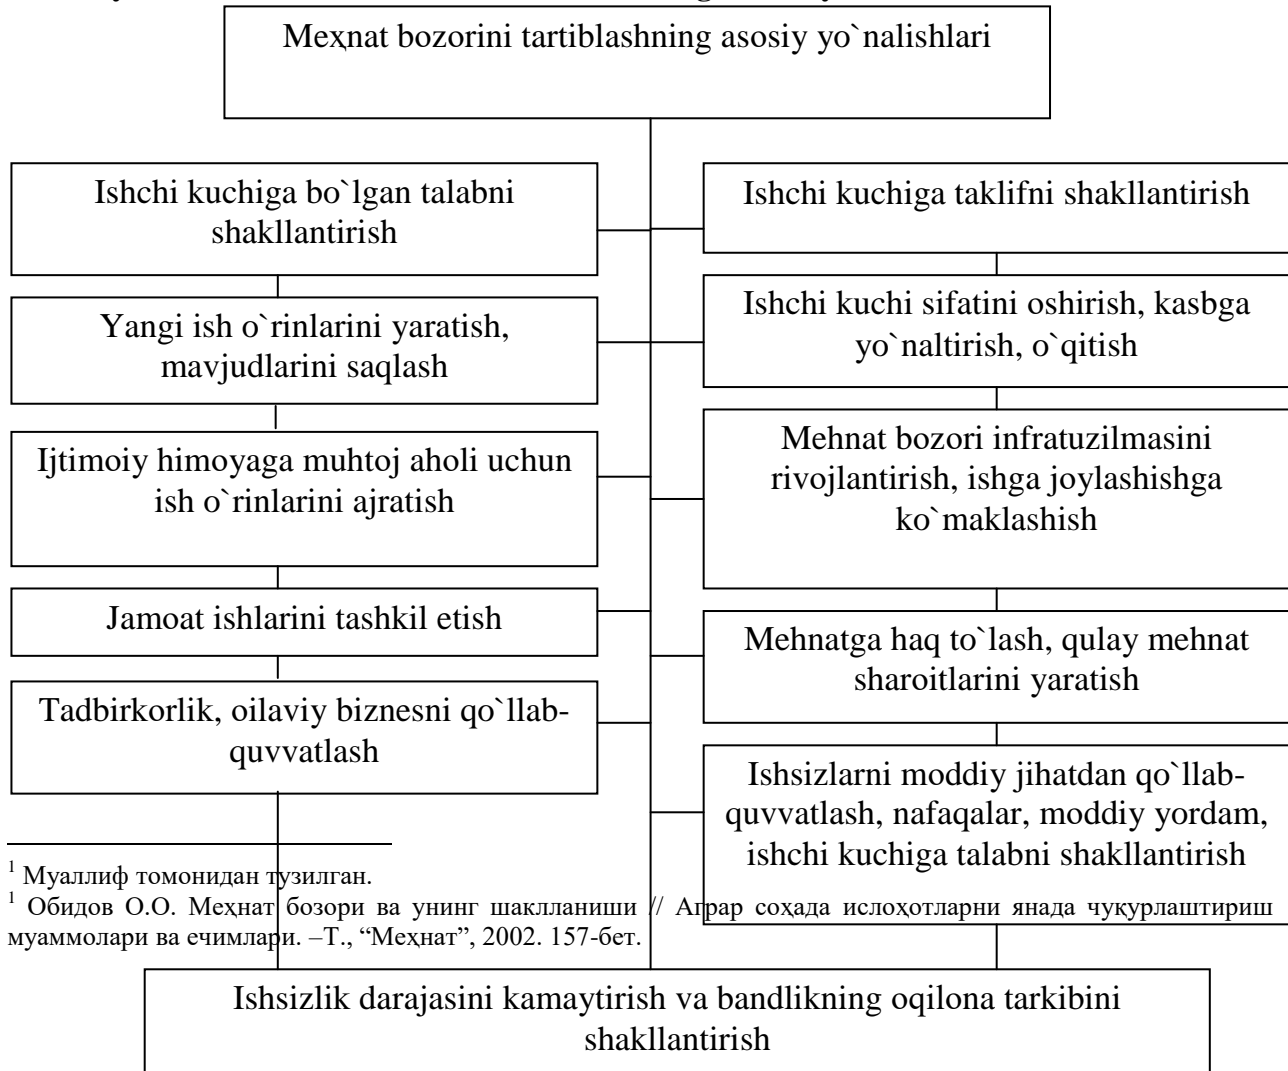 Meҳnat bozorini tartiblashning asosiy yo`nalishlari
Ishchi kuchiga bo`lgan talabni
shakllantirish
Yangi ish o`rinlarini yaratish,
mavjudlarini saqlash
Ijtimoiy himoyaga muhtoj aholi uchun
ish o`rinlarini ajratish
Jamoat ishlarini tashkil etish
Tadbirkorlik, oilaviy biznesni qo`llab-
quvvatlash
Ishchi kuchiga taklifni shakllantirish
Ishchi kuchi sifatini oshirish, kasbga
yo`naltirish, o`qitish
Mehnat bozori infratuzilmasini
rivojlantirish, ishga joylashishga
ko`maklashish
Mehnatga haq to`lash, qulay mehnat
sharoitlarini yaratish
Ishsizlarni moddiy jihatdan qo`llab-
quvvatlash, nafaqalar, moddiy yordam,
ishchi kuchiga talabni shakllantirish
1 Муаллиф томонидан тузилган.
1 Обидов О.О. Меҳнат бозори ва унинг шаклланиши // Аграр соҳада ислоҳотларни янада чуқурлаштириш
муаммолари ва ечимлари. –Т., “Меҳнат”, 2002. 157-бет.
Ishsizlik darajasini kamaytirish va bandlikning oqilona tarkibini
shakllantirish